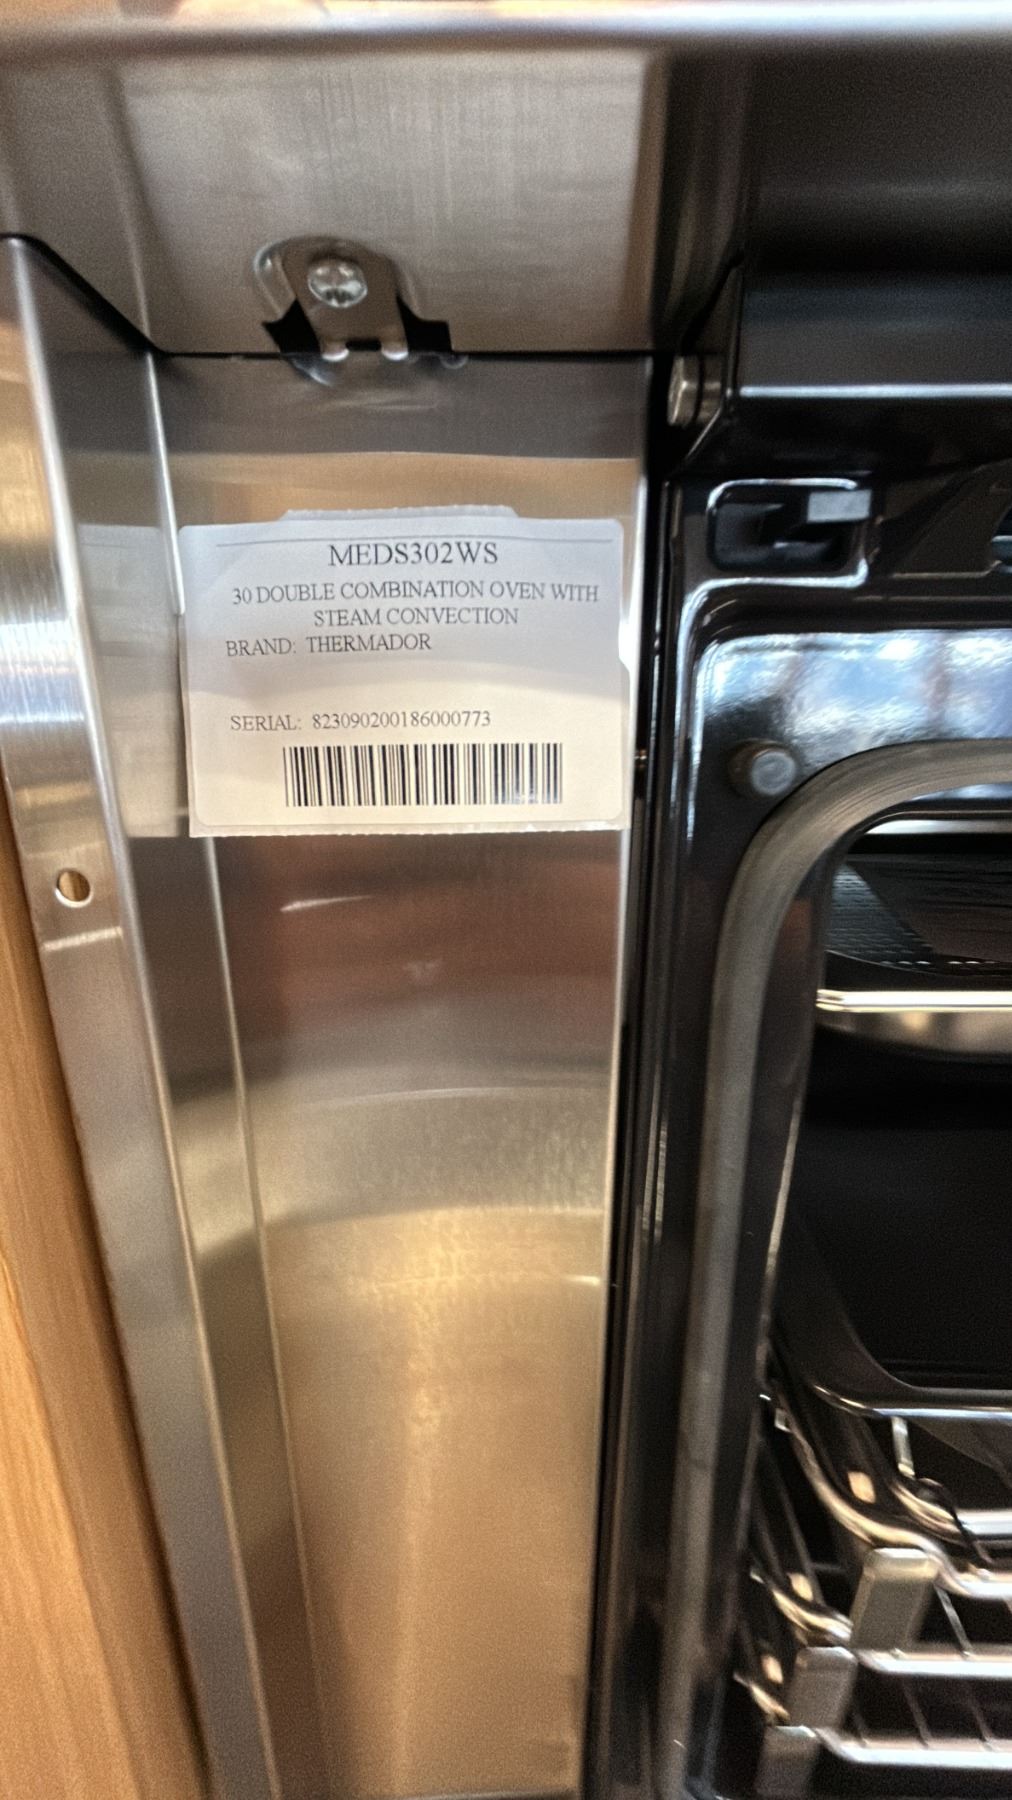 MEDS302WS
30 DOUBLE COMBINATION OVEN WITH
STEAM CONVECTION
BRAND: THERMADOR
SERIAL: 823090200186000773